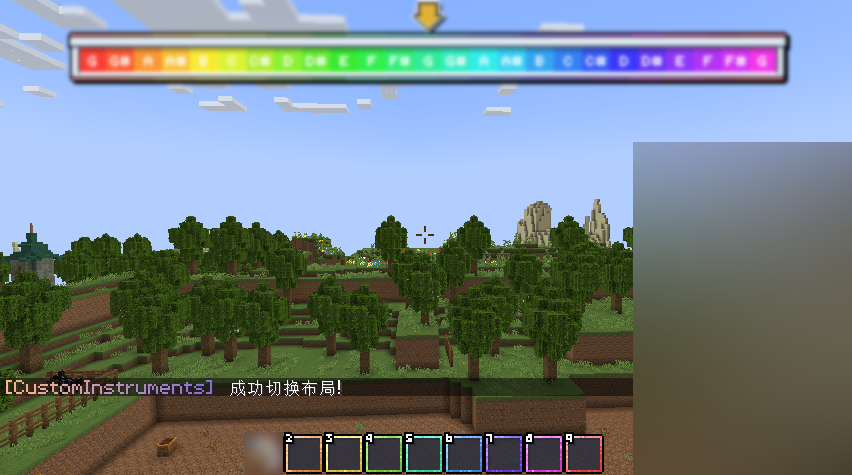 G G# A A# B C C# D D# E F F# G G# A A# B C C# D D# E F F# G
[CustomInstruments] 成功切换布局!
2 3 4 5 6 7 8 9